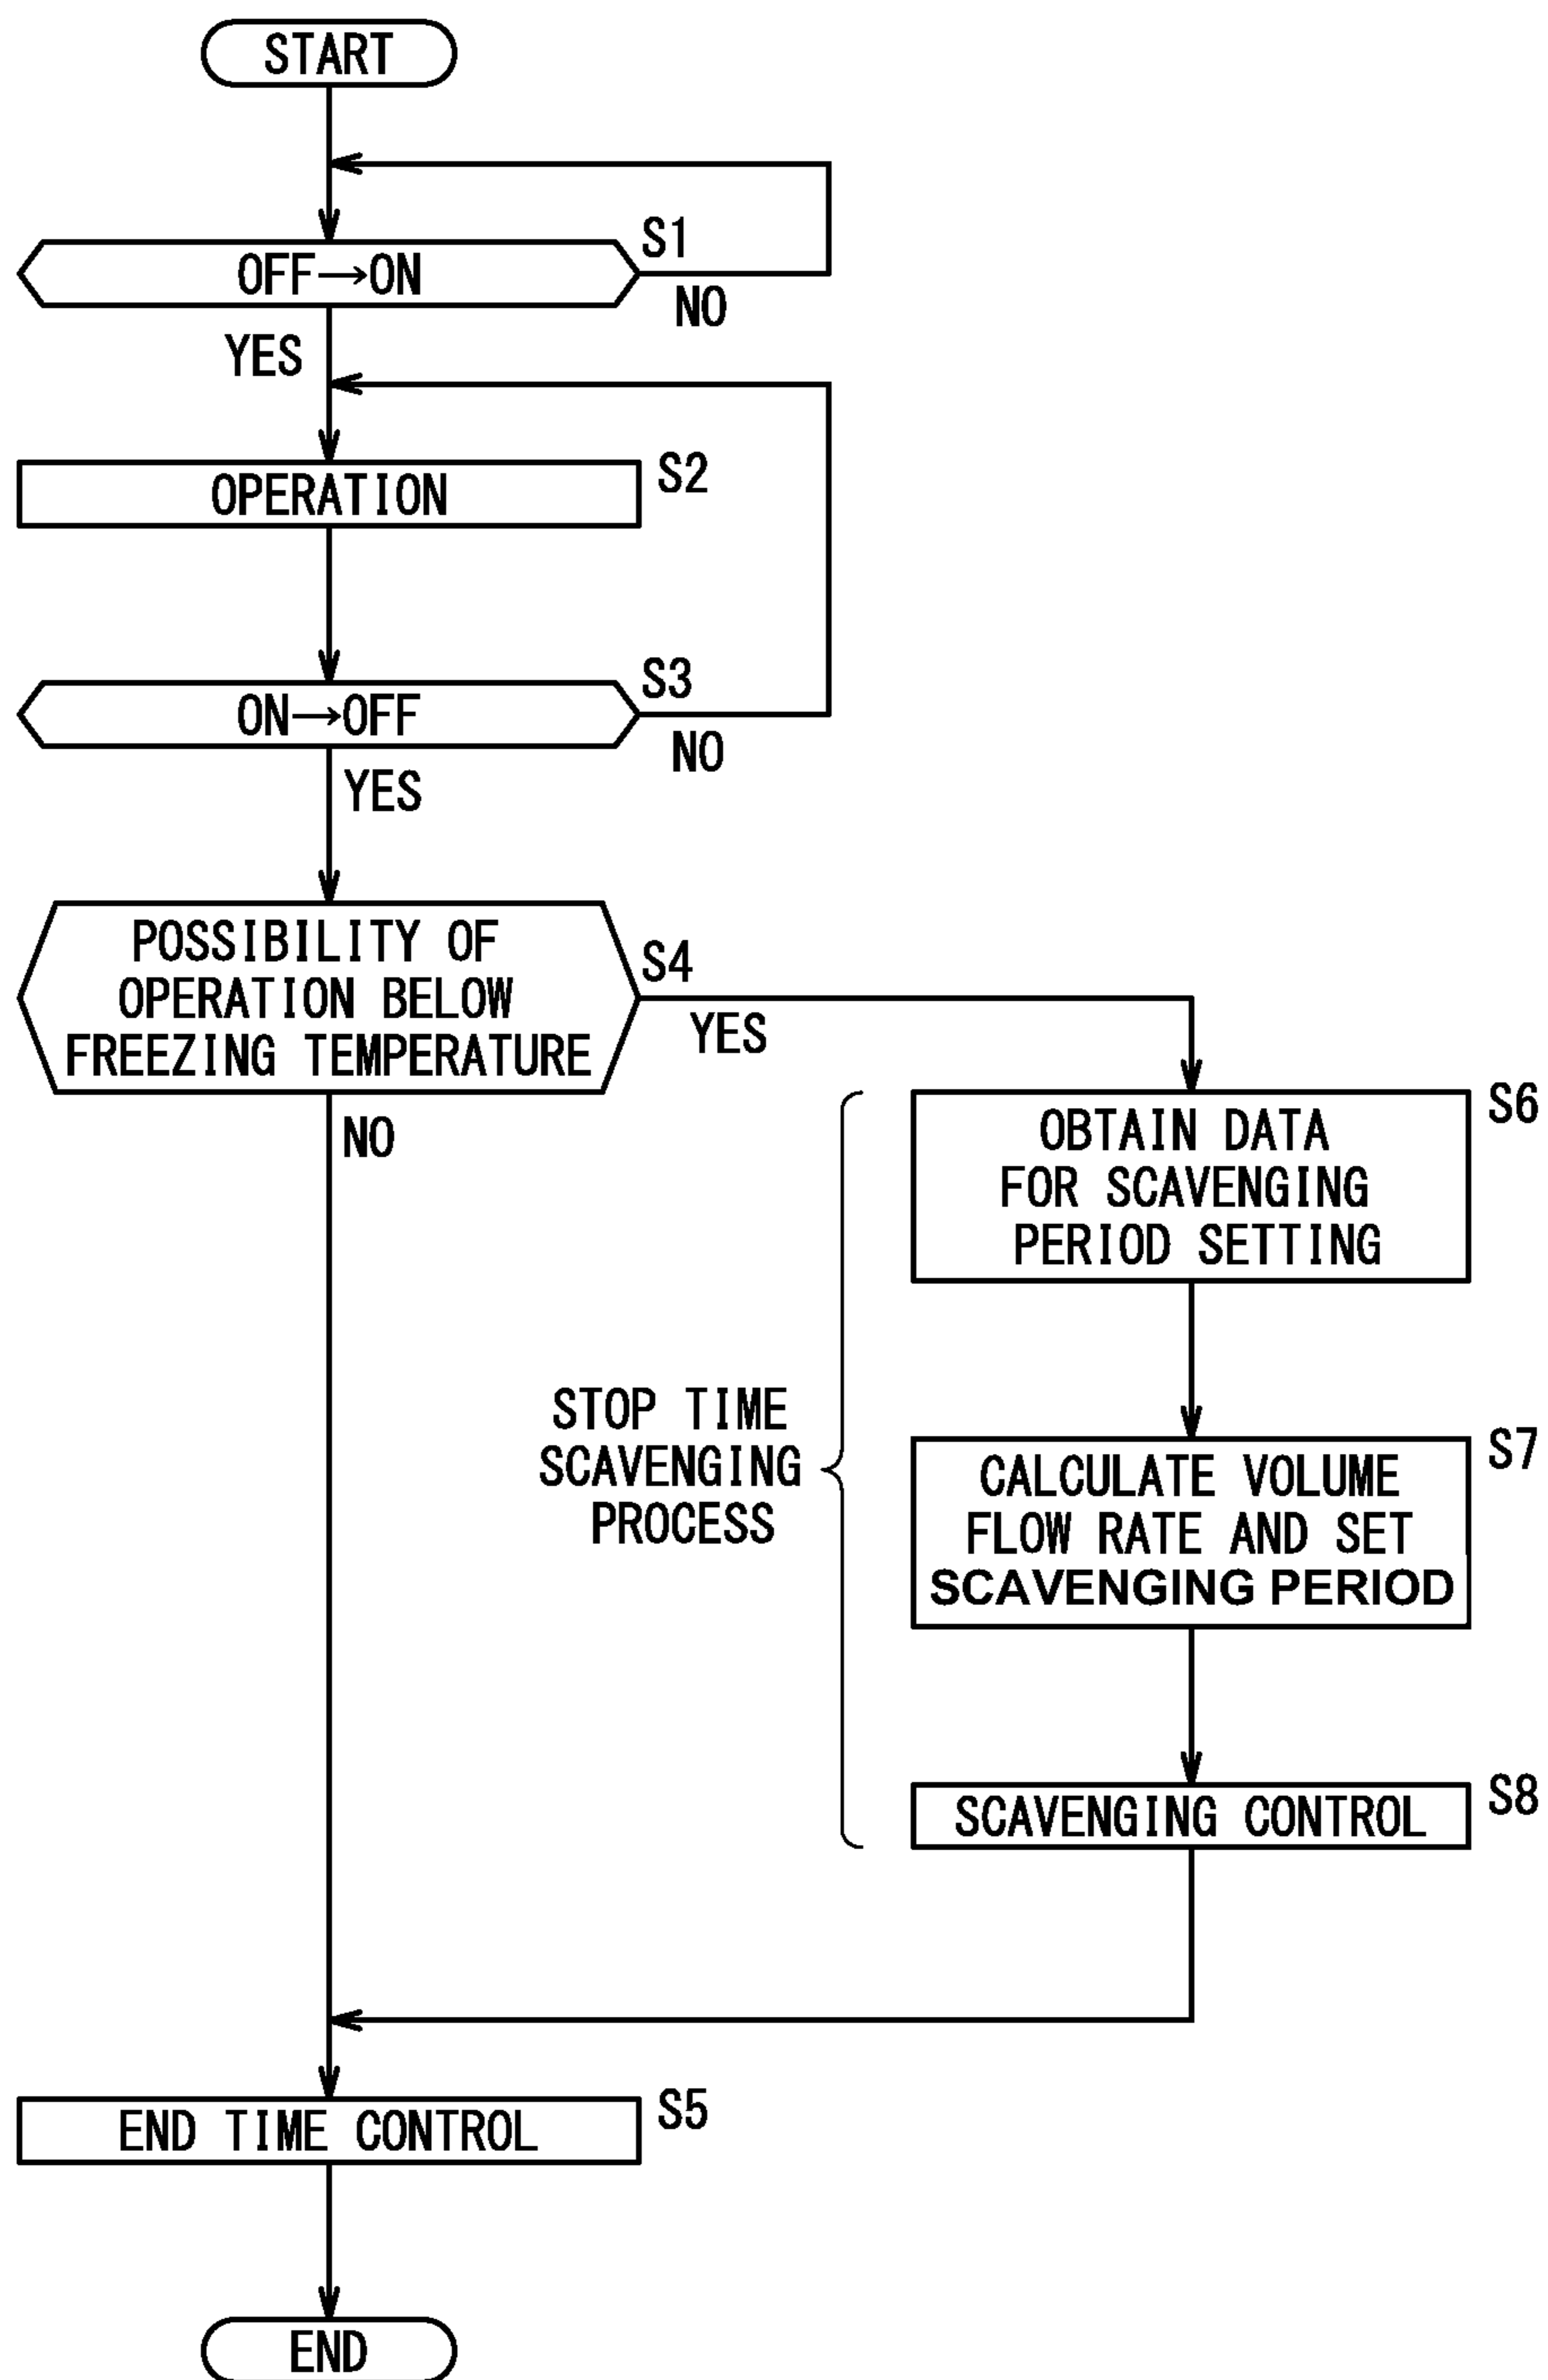 START
OFF→ON
S1
NO
YES
OPERATION
S2
ON→OFF
S3
NO
YES
POSSIBILITY OF
OPERATION BELOW
FREEZING TEMPERATURE
S4
YES
NO
OBTAIN DATA
FOR SCAVENGING
PERIOD SETTING
S6
STOP TIME
SCAVENGING
PROCESS
CALCULATE VOLUME
FLOW RATE AND SET
SCAVENGING PERIOD
S7
SCAVENGING CONTROL
S8
END TIME CONTROL
S5
END